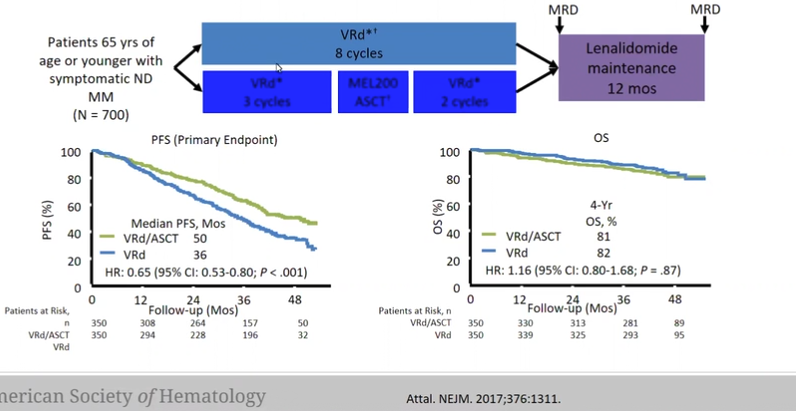 MRD
MRD
Patients 65 yrs of
age or younger with
symptomatic ND
MM
(N = 700)
VRd*†
8 cycles
VRd*
3 cycles
MEL200
ASCT†
VRd*
2 cycles
Lenalidomide
maintenance
12 mos
PFS (Primary Endpoint)
PFS (%)
100
80
60
40
20
0
Median PFS, Mos
VRd/ASCT 50
VRd 36
HR: 0.65 (95% CI: 0.53-0.80; P < .001)
0 12 24 36 48
Follow-up (Mos)
Patients at Risk,
n
350 308 264 157 50
VRd/ASCT
350 294 228 196 32
VRd
OS
OS (%)
100
80
60
40
20
0
4-Yr
OS, %
VRd/ASCT 81
VRd 82
HR: 1.16 (95% CI: 0.80-1.68; P = .87)
0 12 24 36 48
Follow-up (Mos)
Patients at Risk, n
VRd/ASCT 350 330 313 281 89
VRd 350 339 325 293 95
merican Society of Hematology
Attal. NEJM. 2017;376:1311.